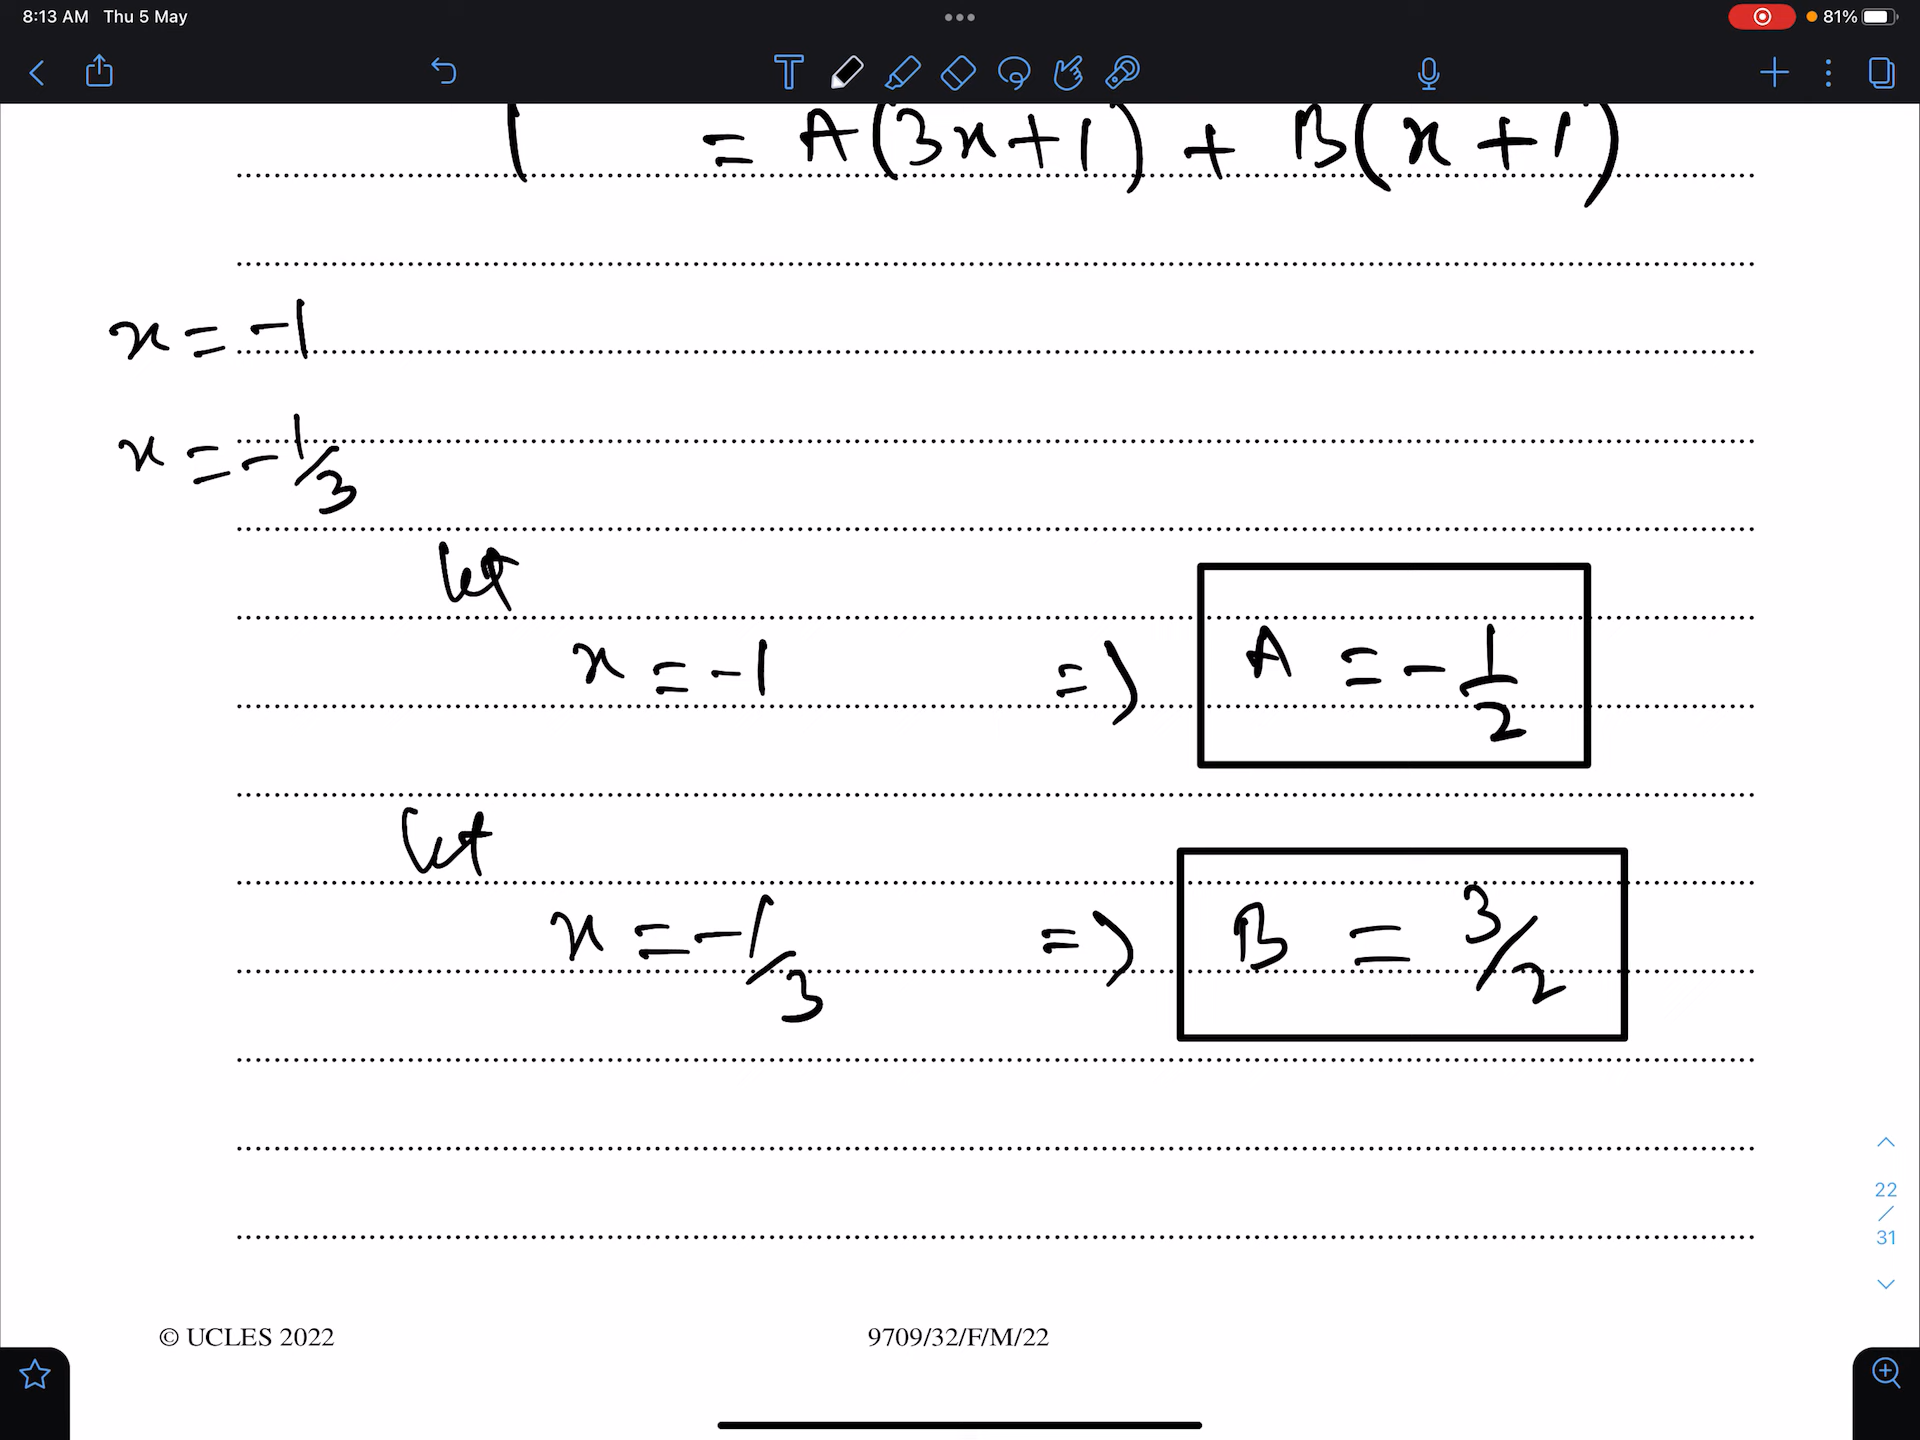 8:13 AM Thu 5 May
81%
1 = A(3x+1) + B(x+1)
x = -1
x = -1/3
let
x = -1 => A = -1/2
let
x = -1/3 => B = 3/2
22
/
31
© UCLES 2022 9709/32/F/M/22